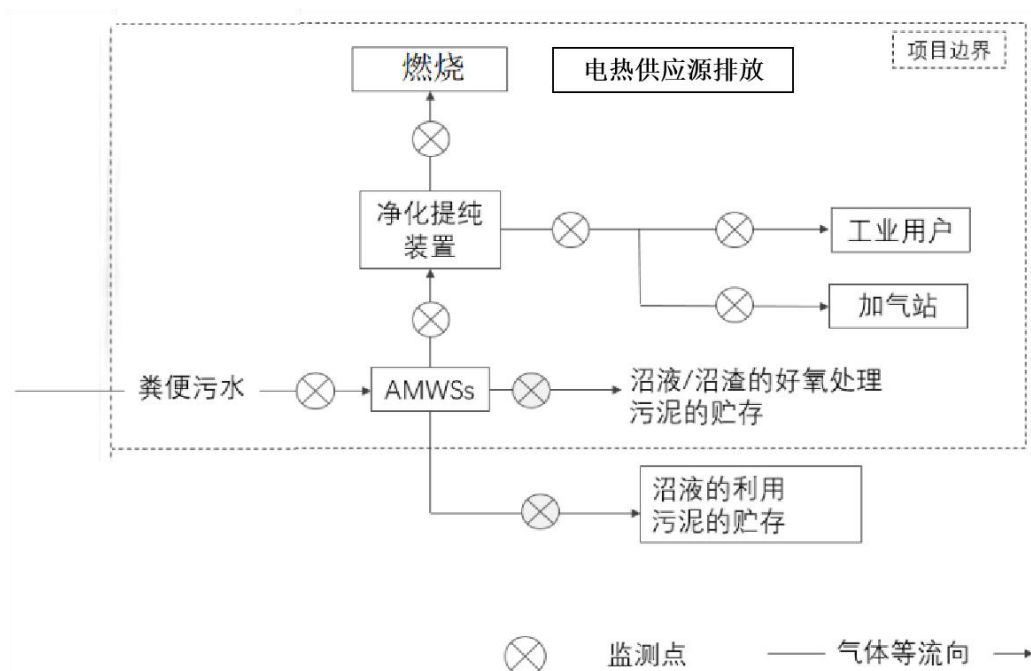 项目边界
燃烧
电热供应源排放
净化提纯
装置
工业用户
加气站
粪便污水
AMWSs
沼液/沼渣的好氧处理
污泥的贮存
沼液的利用
污泥的贮存
监测点
气体等流向